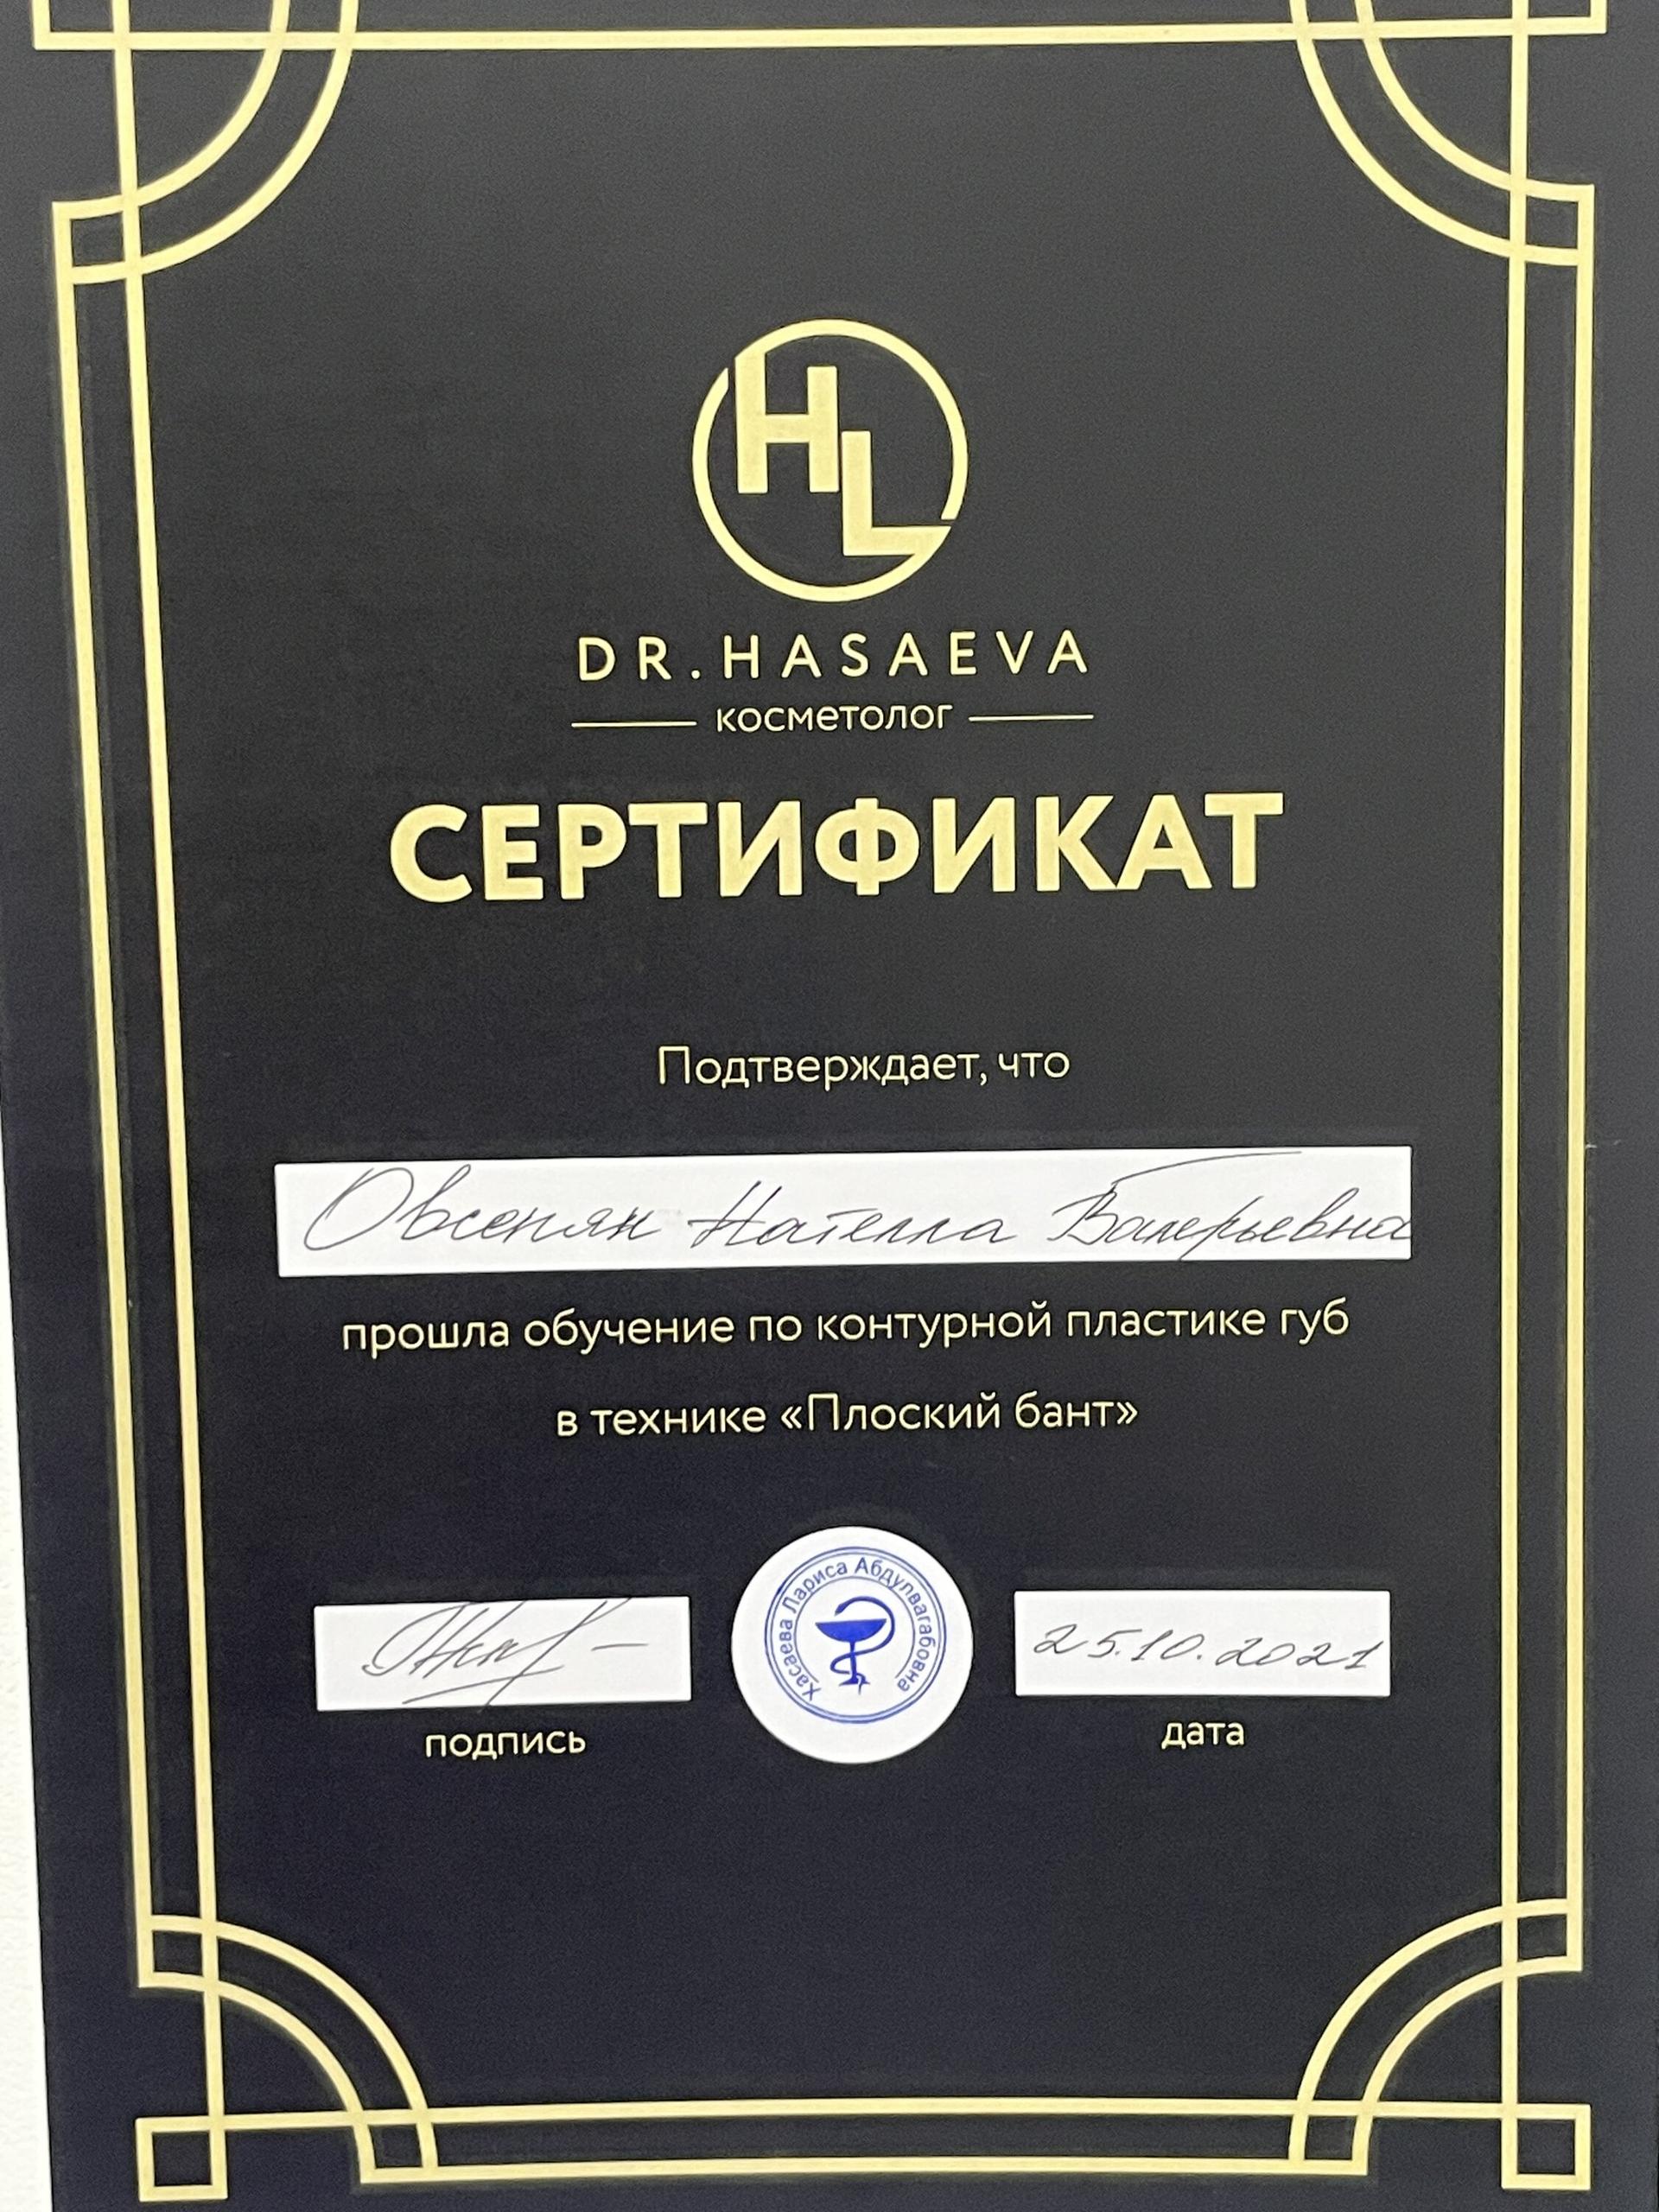 HL
DR.HASAEVA
косметолог
СЕРТИФИКАТ
Подтверждает, что
Овсепян Нателла Валерьевна
прошла обучение по контурной пластике губ
в технике «Плоский бант»
Хасаева Лариса Абдулвагабовна
25.10.2021
подпись
дата